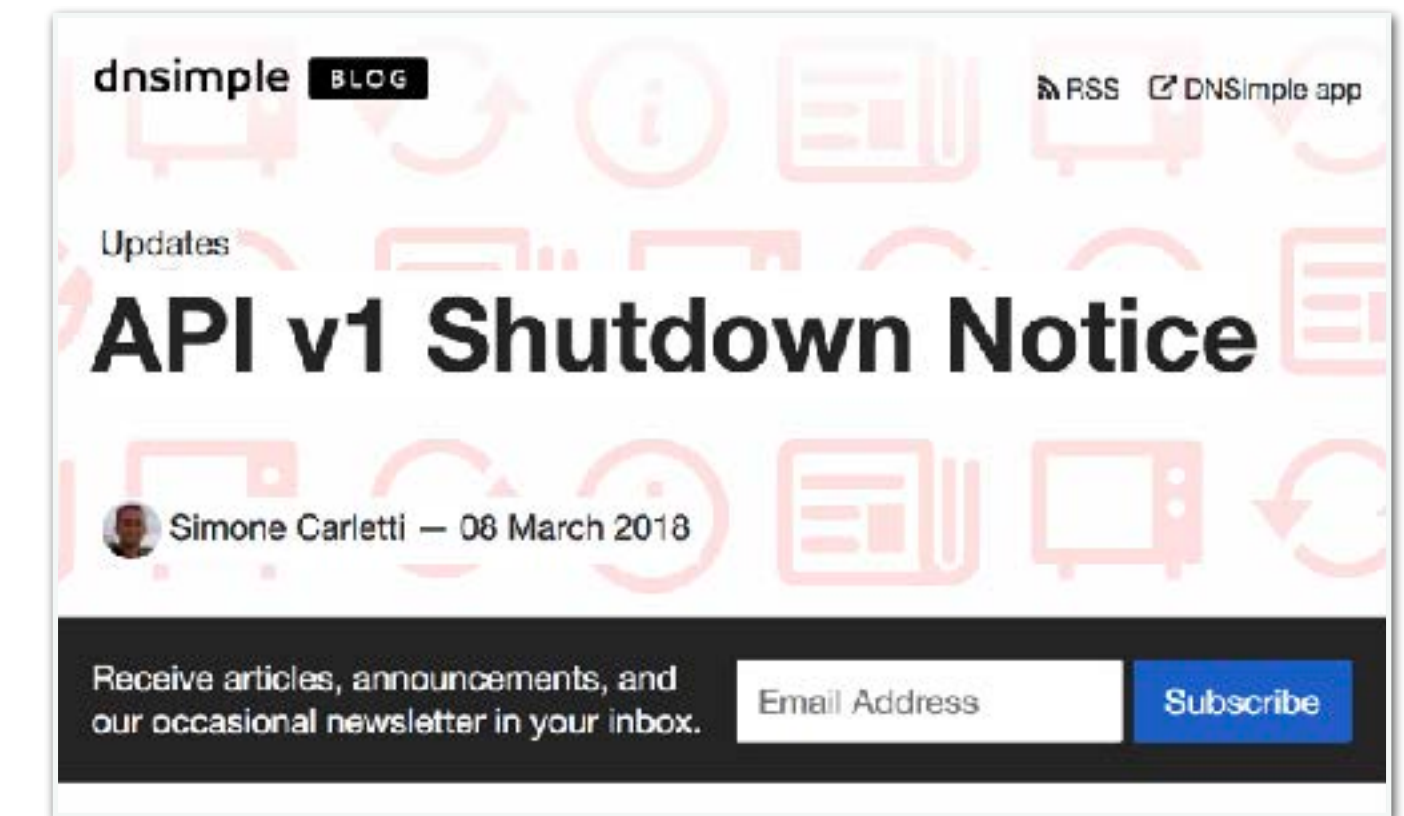 dnsimple BLOG
RSS DNSimple app
Updates
API v1 Shutdown Notice
Simone Carletti — 08 March 2018
Receive articles, announcements, and
our occasional newsletter in your inbox.
Email Address
Subscribe